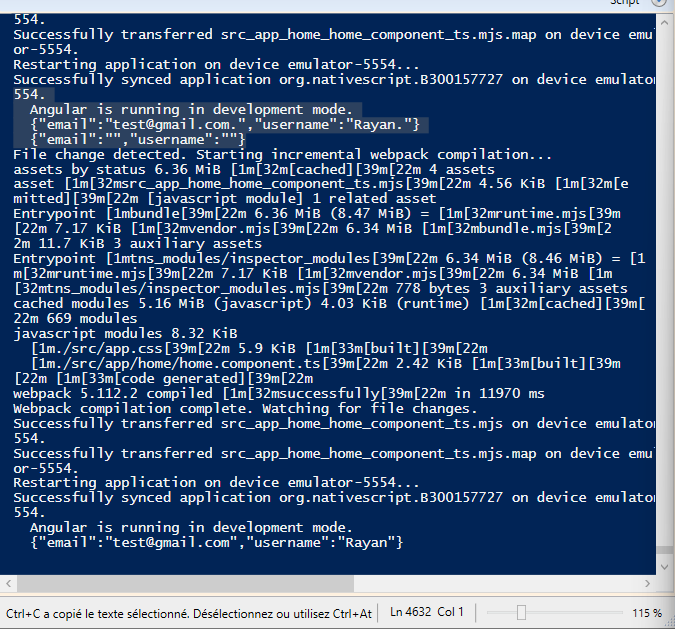 Script
554.
Successfully transferred src_app_home_home_component_ts.mjs.map on device emu
or-5554.
Restarting application on device emulator-5554...
Successfully synced application org.nativescript.B300157727 on device emulato
554.
Angular is running in development mode.
{"email":"test@gmail.com.","username":"Rayan."}
{"email":"","username":""}
File change detected. Starting incremental webpack compilation...
assets by status 6.36 MiB [1m[32m[cached][39m[22m 4 assets
asset [1m[32msrc_app_home_home_component_ts.mjs[39m[22m 4.56 KiB [1m[32m[e
mitted][39m[22m [javascript module] 1 related asset
Entrypoint [1mbundle[39m[22m 6.36 MiB (8.47 MiB) = [1m[32mruntime.mjs[39m
[22m 7.17 KiB [1m[32mvendor.mjs[39m[22m 6.34 MiB [1m[32mbundle.mjs[39m[2
2m 11.7 KiB 3 auxiliary assets
Entrypoint [1mtns_modules/inspector_modules[39m[22m 6.34 MiB (8.46 MiB) = [1
m[32mruntime.mjs[39m[22m 7.17 KiB [1m[32mvendor.mjs[39m[22m 6.34 MiB [1m
[32mtns_modules/inspector_modules.mjs[39m[22m 778 bytes 3 auxiliary assets
cached modules 5.16 MiB (javascript) 4.03 KiB (runtime) [1m[32m[cached][39m[
22m 669 modules
javascript modules 8.32 KiB
[1m./src/app.css[39m[22m 5.9 KiB [1m[33m[built][39m[22m
[1m./src/app/home/home.component.ts[39m[22m 2.42 KiB [1m[33m[built][39m
[22m [1m[33m[code generated][39m[22m
webpack 5.112.2 compiled [1m[32msuccessfully[39m[22m in 11970 ms
Webpack compilation complete. Watching for file changes.
Successfully transferred src_app_home_home_component_ts.mjs on device emulato
554.
Successfully transferred src_app_home_home_component_ts.mjs.map on device emu
or-5554.
Restarting application on device emulator-5554...
Successfully synced application org.nativescript.B300157727 on device emulato
554.
Angular is running in development mode.
{"email":"test@gmail.com","username":"Rayan"}
Ctrl+C a copié le texte sélectionné. Désélectionnez ou utilisez Ctrl+At Ln 4632 Col 1 115 %